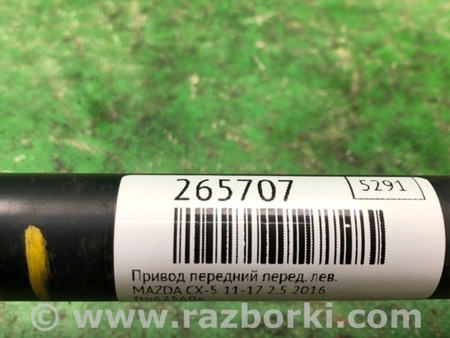 265707
5291
Привод передний перед. лев.
MAZDA CX-5 11-17 2.5 2016
www.razborki.com